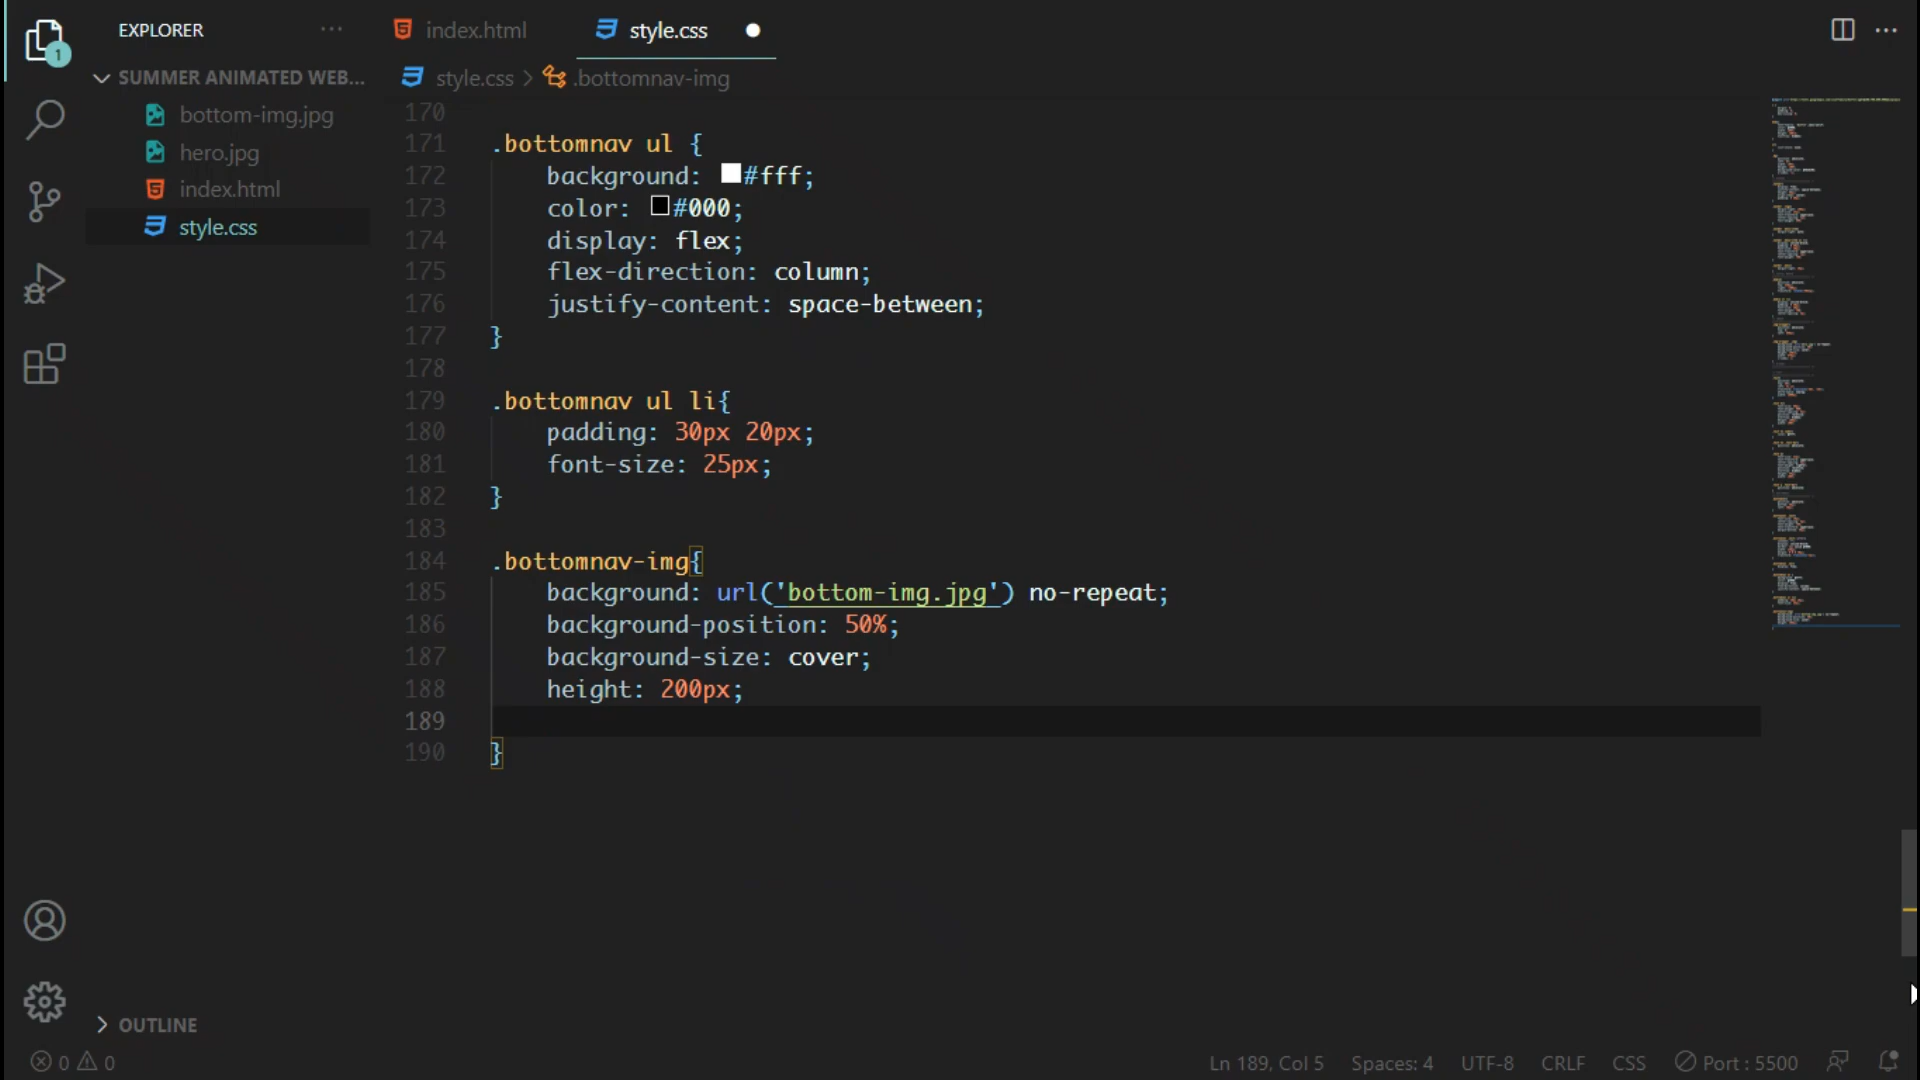 EXPLORER
index.html
style.css
1
SUMMER ANIMATED WEB...
style.css > .bottomnav-img
bottom-img.jpg
hero.jpg
index.html
style.css
170
171 .bottomnav ul {
172 background: #fff;
173 color: #000;
174 display: flex;
175 flex-direction: column;
176 justify-content: space-between;
177 }
178
179 .bottomnav ul li{
180 padding: 30px 20px;
181 font-size: 25px;
182 }
183
184 .bottomnav-img{
185 background: url('bottom-img.jpg') no-repeat;
186 background-position: 50%;
187 background-size: cover;
188 height: 200px;
189
190 }
OUTLINE
0 0
Ln 189, Col 5
Spaces: 4
UTF-8
CRLF
CSS
Port : 5500